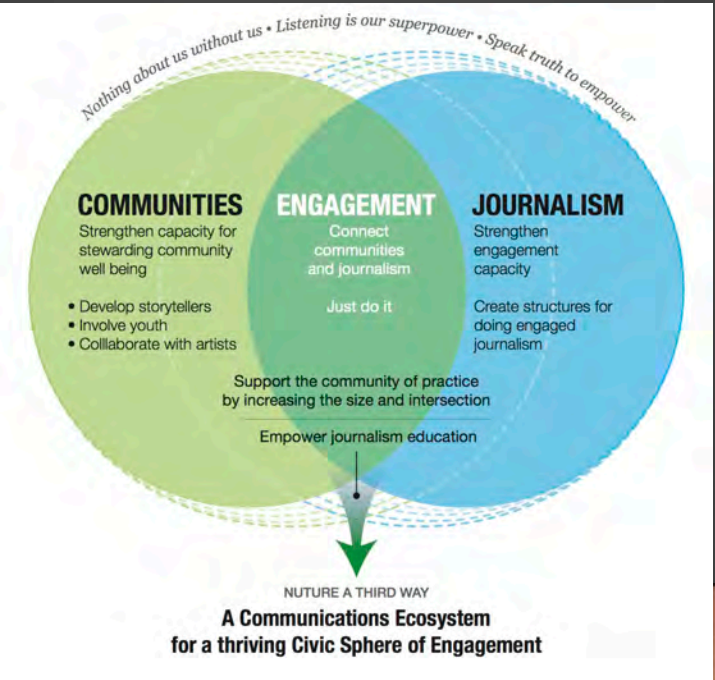 Nothing about us without us • Listening is our superpower • Speak truth to empower
COMMUNITIES
Strengthen capacity for
stewarding community
well being
• Develop storytellers
• Involve youth
• Colllaborate with artists
ENGAGEMENT
Connect
communities
and journalism
Just do it
JOURNALISM
Strengthen
engagement
capacity
Create structures for
doing engaged
journalism
Support the community of practice
by increasing the size and intersection
Empower journalism education
NUTURE A THIRD WAY
A Communications Ecosystem
for a thriving Civic Sphere of Engagement